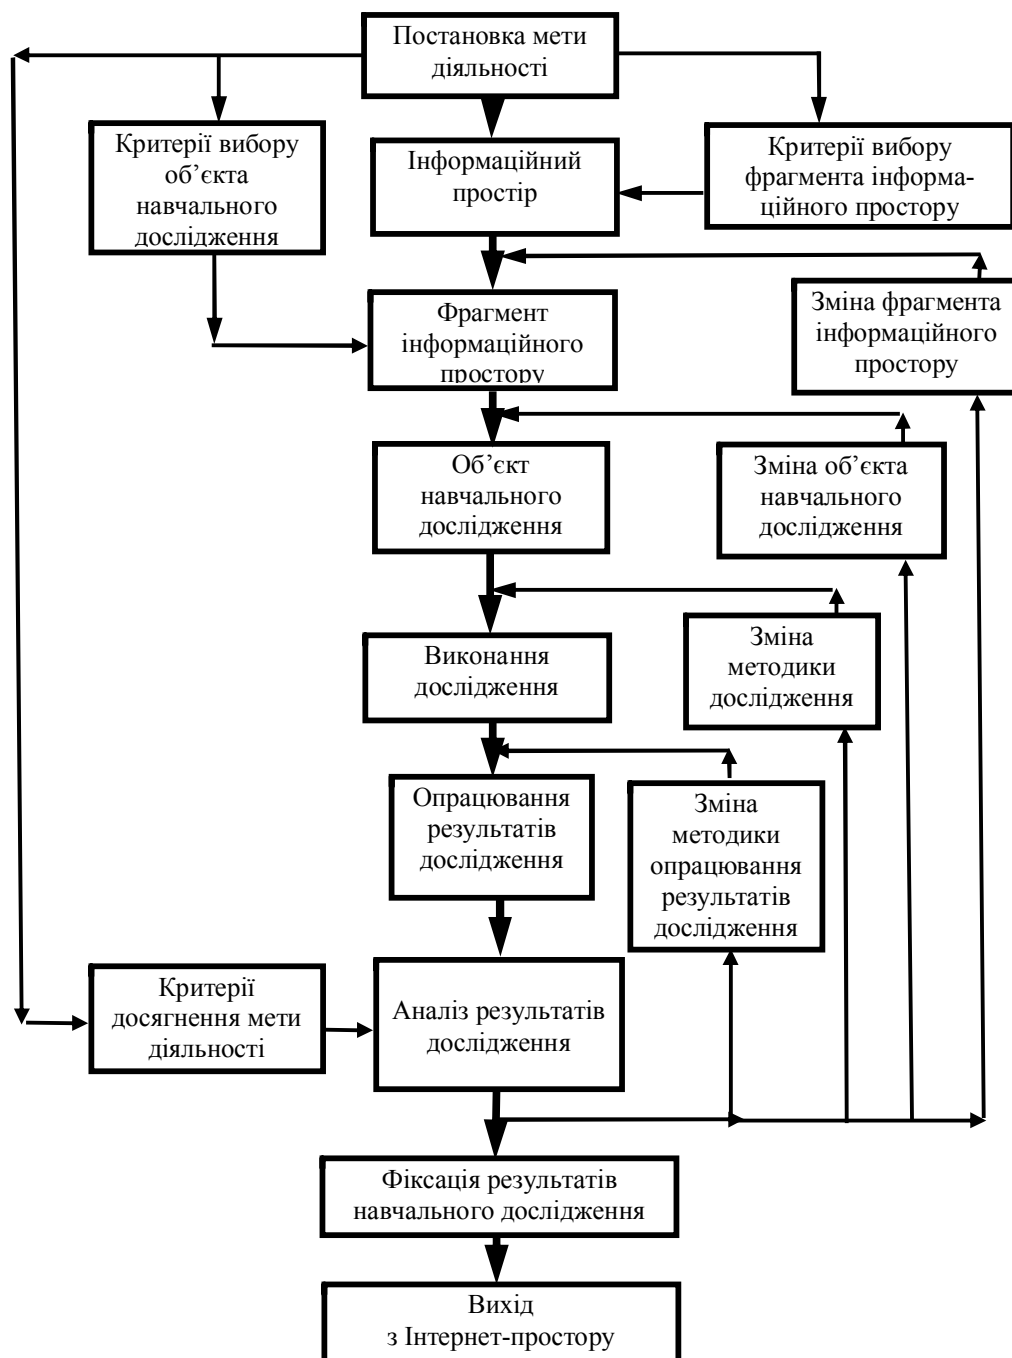 Постановка мети
діяльності
Критерії вибору
об’єкта
навчального
дослідження
Інформаційний
простір
Критерії вибору
фрагмента інформа-
ційного простору
Фрагмент
інформаційного
простору
Зміна фрагмента
інформаційного
простору
Об’єкт
навчального
дослідження
Зміна об’єкта
навчального
дослідження
Виконання
дослідження
Зміна
методики
дослідження
Опрацювання
результатів
дослідження
Зміна
методики
опрацювання
результатів
дослідження
Критерії
досягнення мети
діяльності
Аналіз результатів
дослідження
Фіксація результатів
навчального дослідження
Вихід
з Інтернет-простору